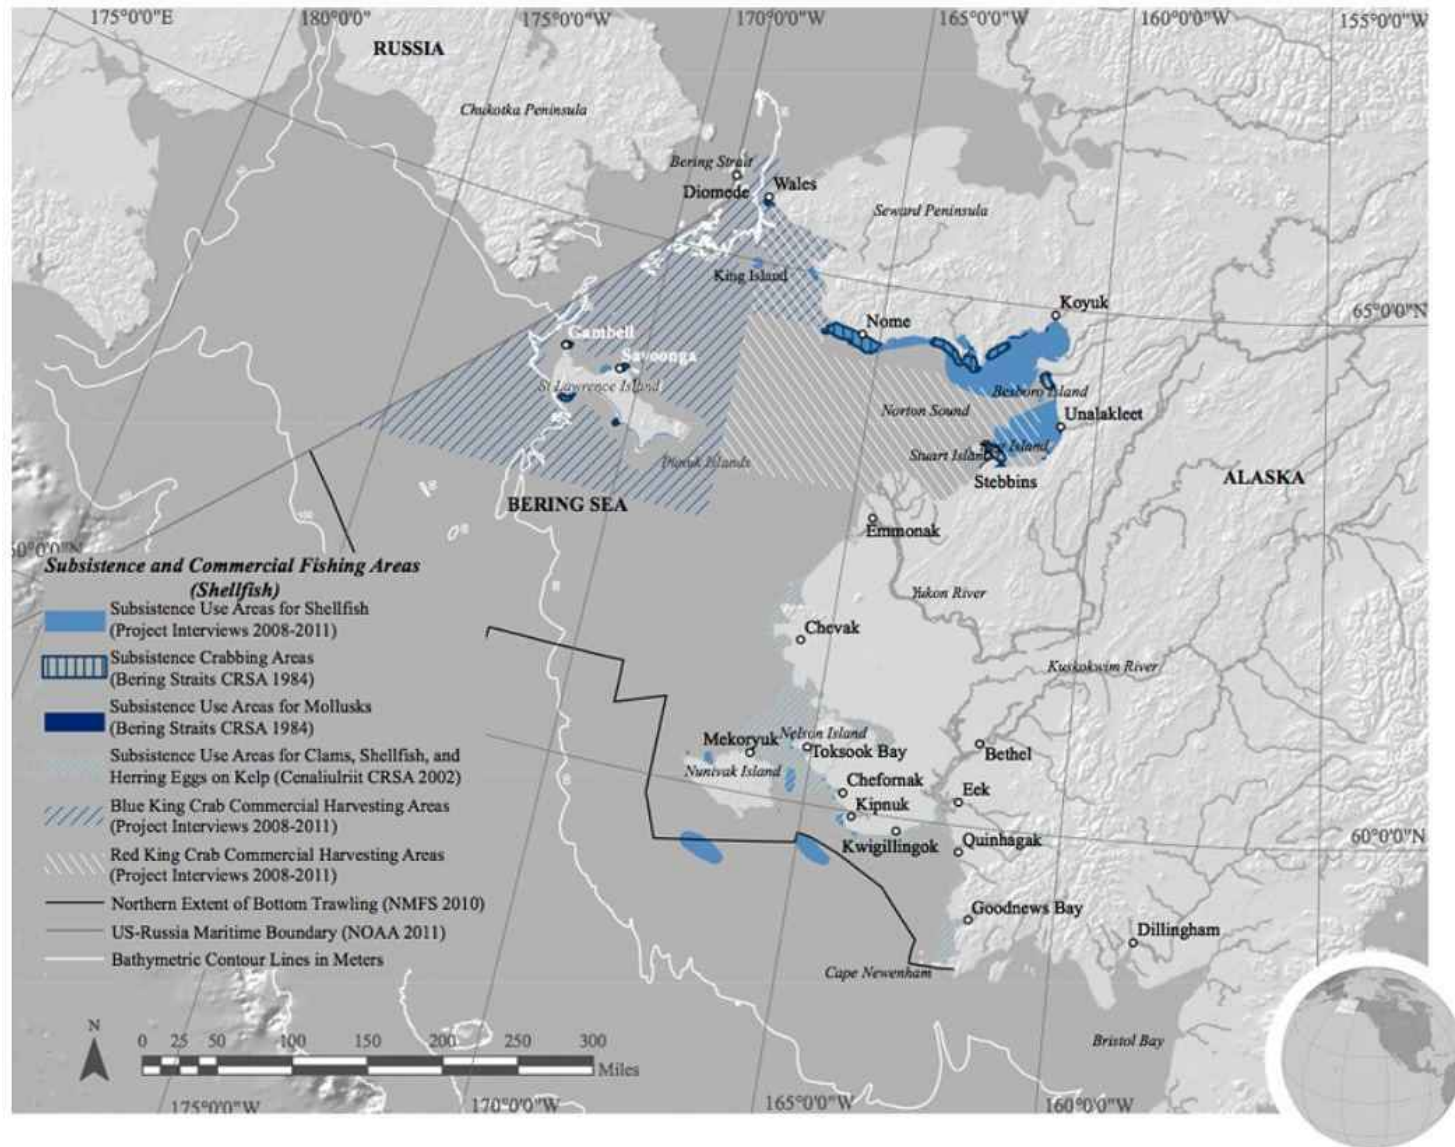 175°0'0"E
180°0'0"
175°0'0"W
170°0'0"W
165°0'0"W
160°0'0"W
155°0'0"W
RUSSIA
Chukotka Peninsula
Bering Strait
Diomede
Wales
Seward Peninsula
King Island
Koyuk
65°0'0"N
Nome
Gambell
Savoonga
St Lawrence Island
Besboro Island
Norton Sound
Unalakleet
Stuart Island
Island
Punuk Islands
Stebbins
ALASKA
BERING SEA
Emmonak
Yukon River
Chevak
Kuskokwim River
Mekoryuk
Nelson Island
Toksook Bay
Bethel
Nunivak Island
Chefornak
Eek
Kipnuk
60°0'0"N
Kwigillingok
Quinhagak
Goodnews Bay
Dillingham
Cape Newenham
Bristol Bay
Subsistence and Commercial Fishing Areas
(Shellfish)
Subsistence Use Areas for Shellfish
(Project Interviews 2008-2011)
Subsistence Crabbing Areas
(Bering Straits CRSA 1984)
Subsistence Use Areas for Mollusks
(Bering Straits CRSA 1984)
Subsistence Use Areas for Clams, Shellfish, and
Herring Eggs on Kelp (Cenaliulriit CRSA 2002)
Blue King Crab Commercial Harvesting Areas
(Project Interviews 2008-2011)
Red King Crab Commercial Harvesting Areas
(Project Interviews 2008-2011)
Northern Extent of Bottom Trawling (NMFS 2010)
US-Russia Maritime Boundary (NOAA 2011)
Bathymetric Contour Lines in Meters
N
0 25 50 100 150 200 250 300
Miles
175°0'0"W
170°0'0"W
165°0'0"W
160°0'0"W